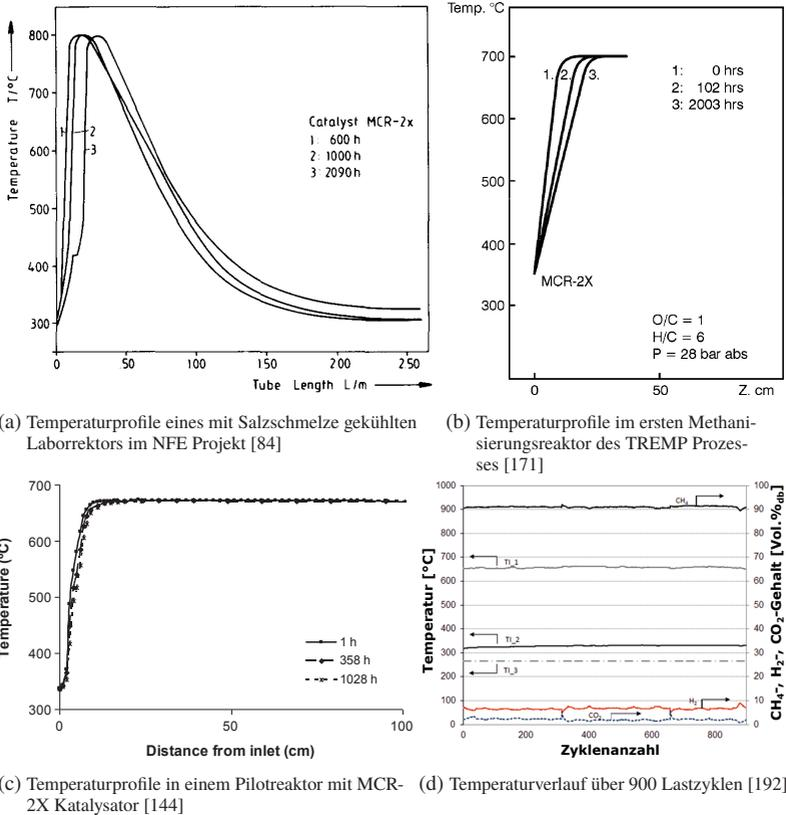 Temperature T/°C
800
700
600
500
400
300
0
50
100
150
200
250
Tube Length L/m
Catalyst MCR-2x
1: 600 h
2: 1000 h
3: 2090 h
1
2
3
(a) Temperaturprofile eines mit Salzschmelze gekühlten
Laborrektors im NFE Projekt [84]
Temp. °C
700
600
500
400
300
0
50
Z. cm
1.
2.
3.
1: 0 hrs
2: 102 hrs
3: 2003 hrs
MCR-2X
O/C = 1
H/C = 6
P = 28 bar abs
(b) Temperaturprofile im ersten Methani-
sierungsreaktor des TREMP Prozes-
ses [171]
Temperature (°C)
700
600
500
400
300
0
50
100
Distance from inlet (cm)
1 h
358 h
1028 h
(c) Temperaturprofile in einem Pilotreaktor mit MCR-
2X Katalysator [144]
Temperatur [°C]
1000
900
800
700
600
500
400
300
200
100
0
0
200
400
600
800
Zyklenanzahl
100
90
80
70
60
50
40
30
20
10
0
CH4-, H2-, CO2-Gehalt [Vol.%db]
CH4
TI_1
TI_2
TI_3
H2
CO2
(d) Temperaturverlauf über 900 Lastzyklen [192]